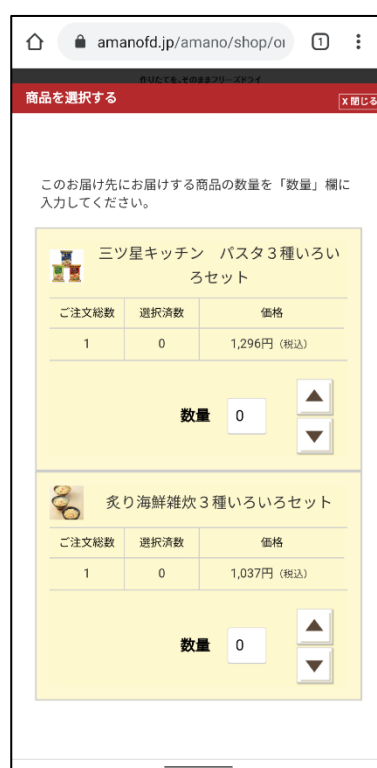 amanofd.jp/amano/shop/or
1
作りたてを、そのままフリーズドライ
商品を選択する
X 閉じる
このお届け先にお届けする商品の数量を「数量」欄に
入力してください。
三ツ星キッチン パスタ３種いろい
ろセット
ご注文総数 選択済数 価格
1 0 1,296円（税込）
数量 0
炙り海鮮雑炊３種いろいろセット
ご注文総数 選択済数 価格
1 0 1,037円（税込）
数量 0